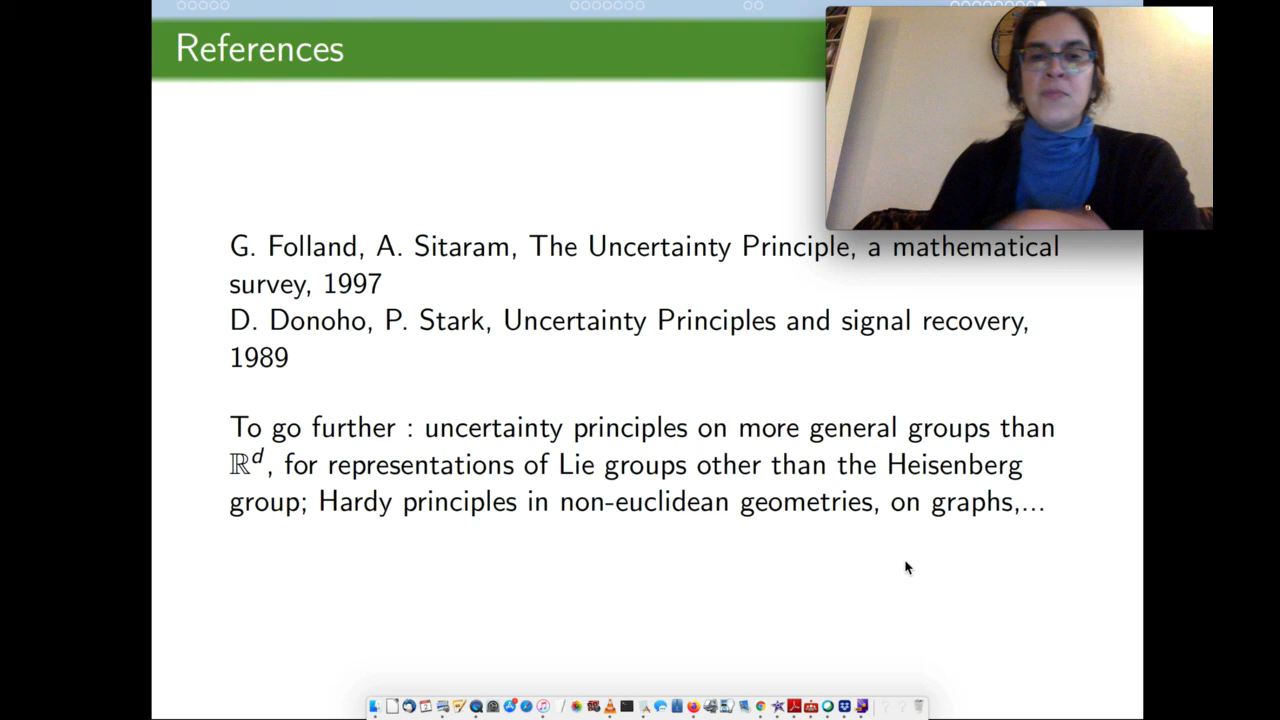 References
G. Folland, A. Sitaram, The Uncertainty Principle, a mathematical
survey, 1997
D. Donoho, P. Stark, Uncertainty Principles and signal recovery,
1989
To go further : uncertainty principles on more general groups than
ℝᵈ, for representations of Lie groups other than the Heisenberg
group; Hardy principles in non-euclidean geometries, on graphs,...